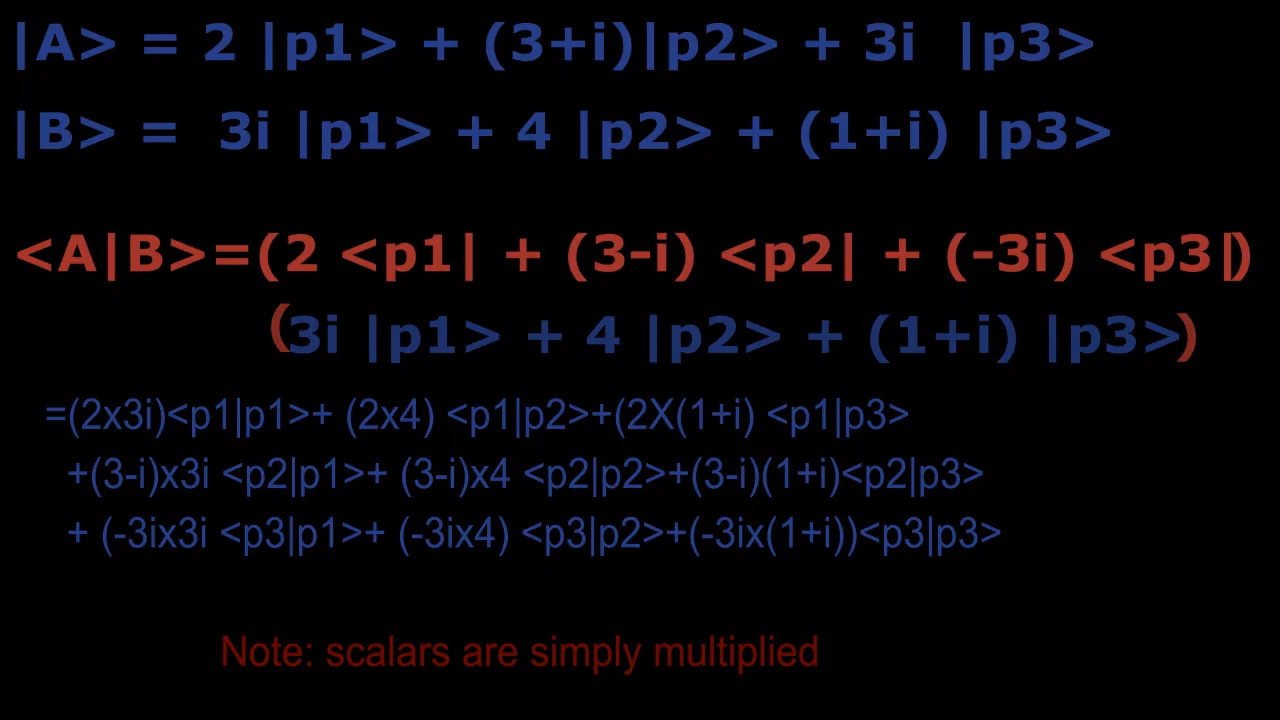 |A> = 2 |p1> + (3+i)|p2> + 3i |p3>
|B> = 3i |p1> + 4 |p2> + (1+i) |p3>
<A|B>=(2 <p1| + (3-i) <p2| + (-3i) <p3|)
(3i |p1> + 4 |p2> + (1+i) |p3>)
=(2x3i)<p1|p1>+ (2x4) <p1|p2>+(2X(1+i) <p1|p3>
+(3-i)x3i <p2|p1>+ (3-i)x4 <p2|p2>+(3-i)(1+i)<p2|p3>
+ (-3ix3i <p3|p1>+ (-3ix4) <p3|p2>+(-3ix(1+i))<p3|p3>
Note: scalars are simply multiplied